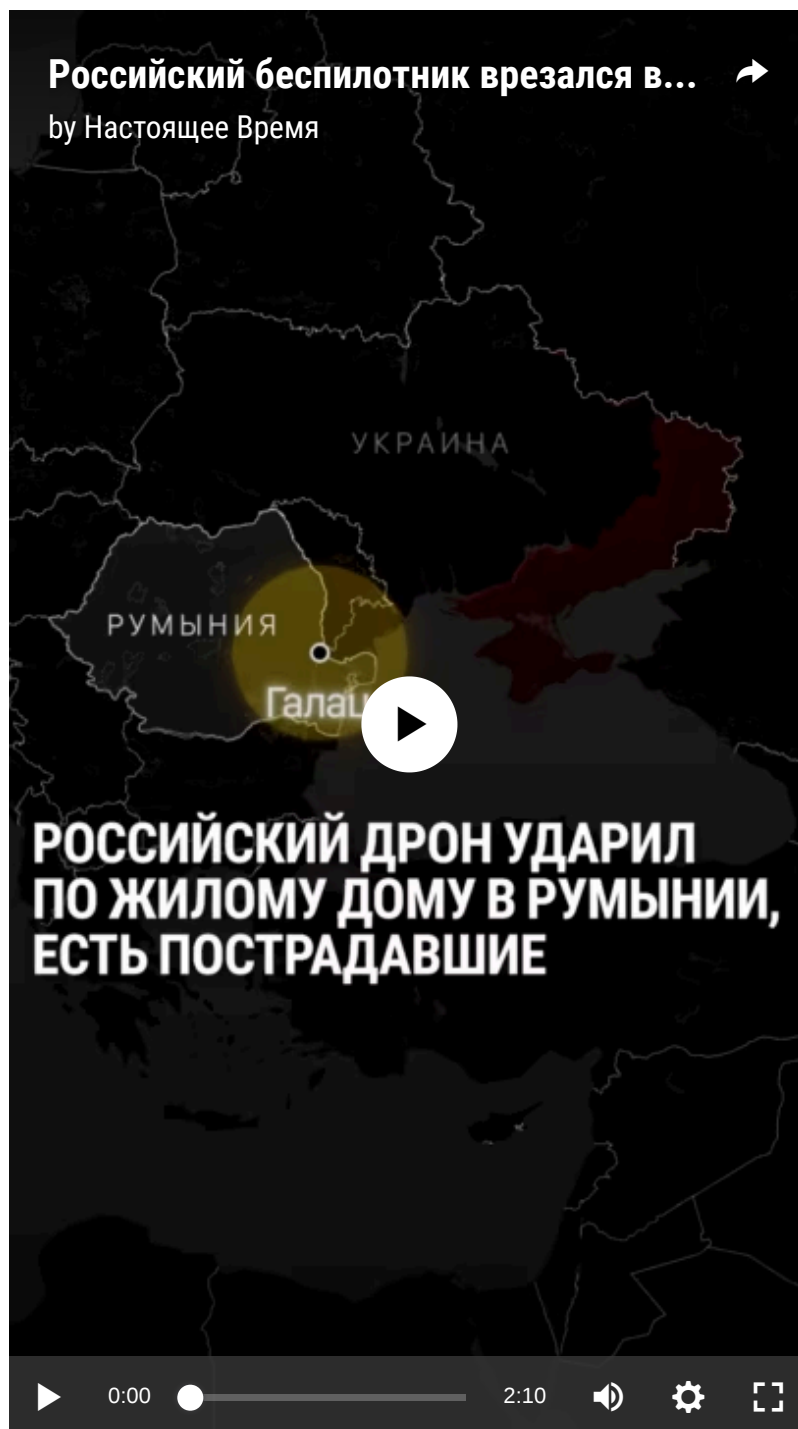 Российский беспилотник врезался в...
by Настоящее Время
УКРАИНА
РУМЫНИЯ
РОССИЙСКИЙ ДРОН УДАРИЛ
ПО ЖИЛОМУ ДОМУ В РУМЫНИИ,
ЕСТЬ ПОСТРАДАВШИЕ
0:00
2:10